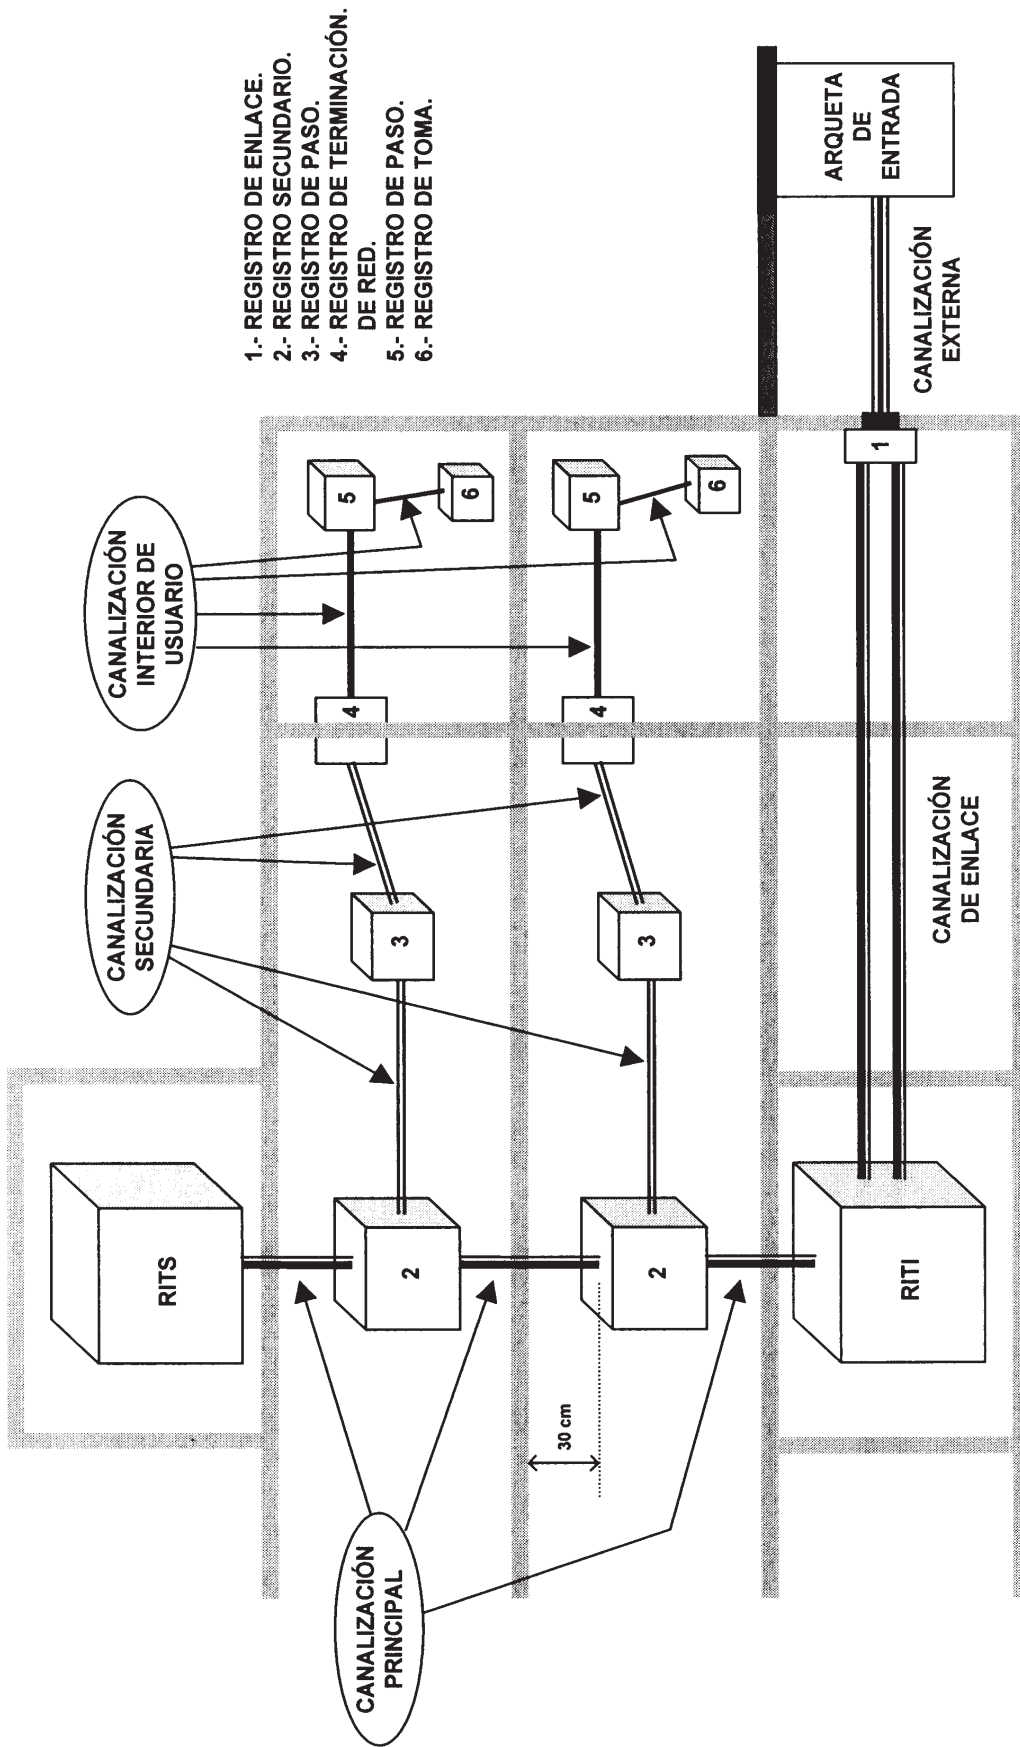 1.- REGISTRO DE ENLACE.
2.- REGISTRO SECUNDARIO.
3.- REGISTRO DE PASO.
4.- REGISTRO DE TERMINACIÓN.
DE RED.
5.- REGISTRO DE PASO.
6.- REGISTRO DE TOMA.
CANALIZACIÓN
PRINCIPAL
CANALIZACIÓN
SECUNDARIA
CANALIZACIÓN
INTERIOR DE
USUARIO
RITS
2
3
4
5
6
30 cm
2
3
4
5
6
RITI
CANALIZACIÓN
DE ENLACE
1
CANALIZACIÓN
EXTERNA
ARQUETA
DE
ENTRADA